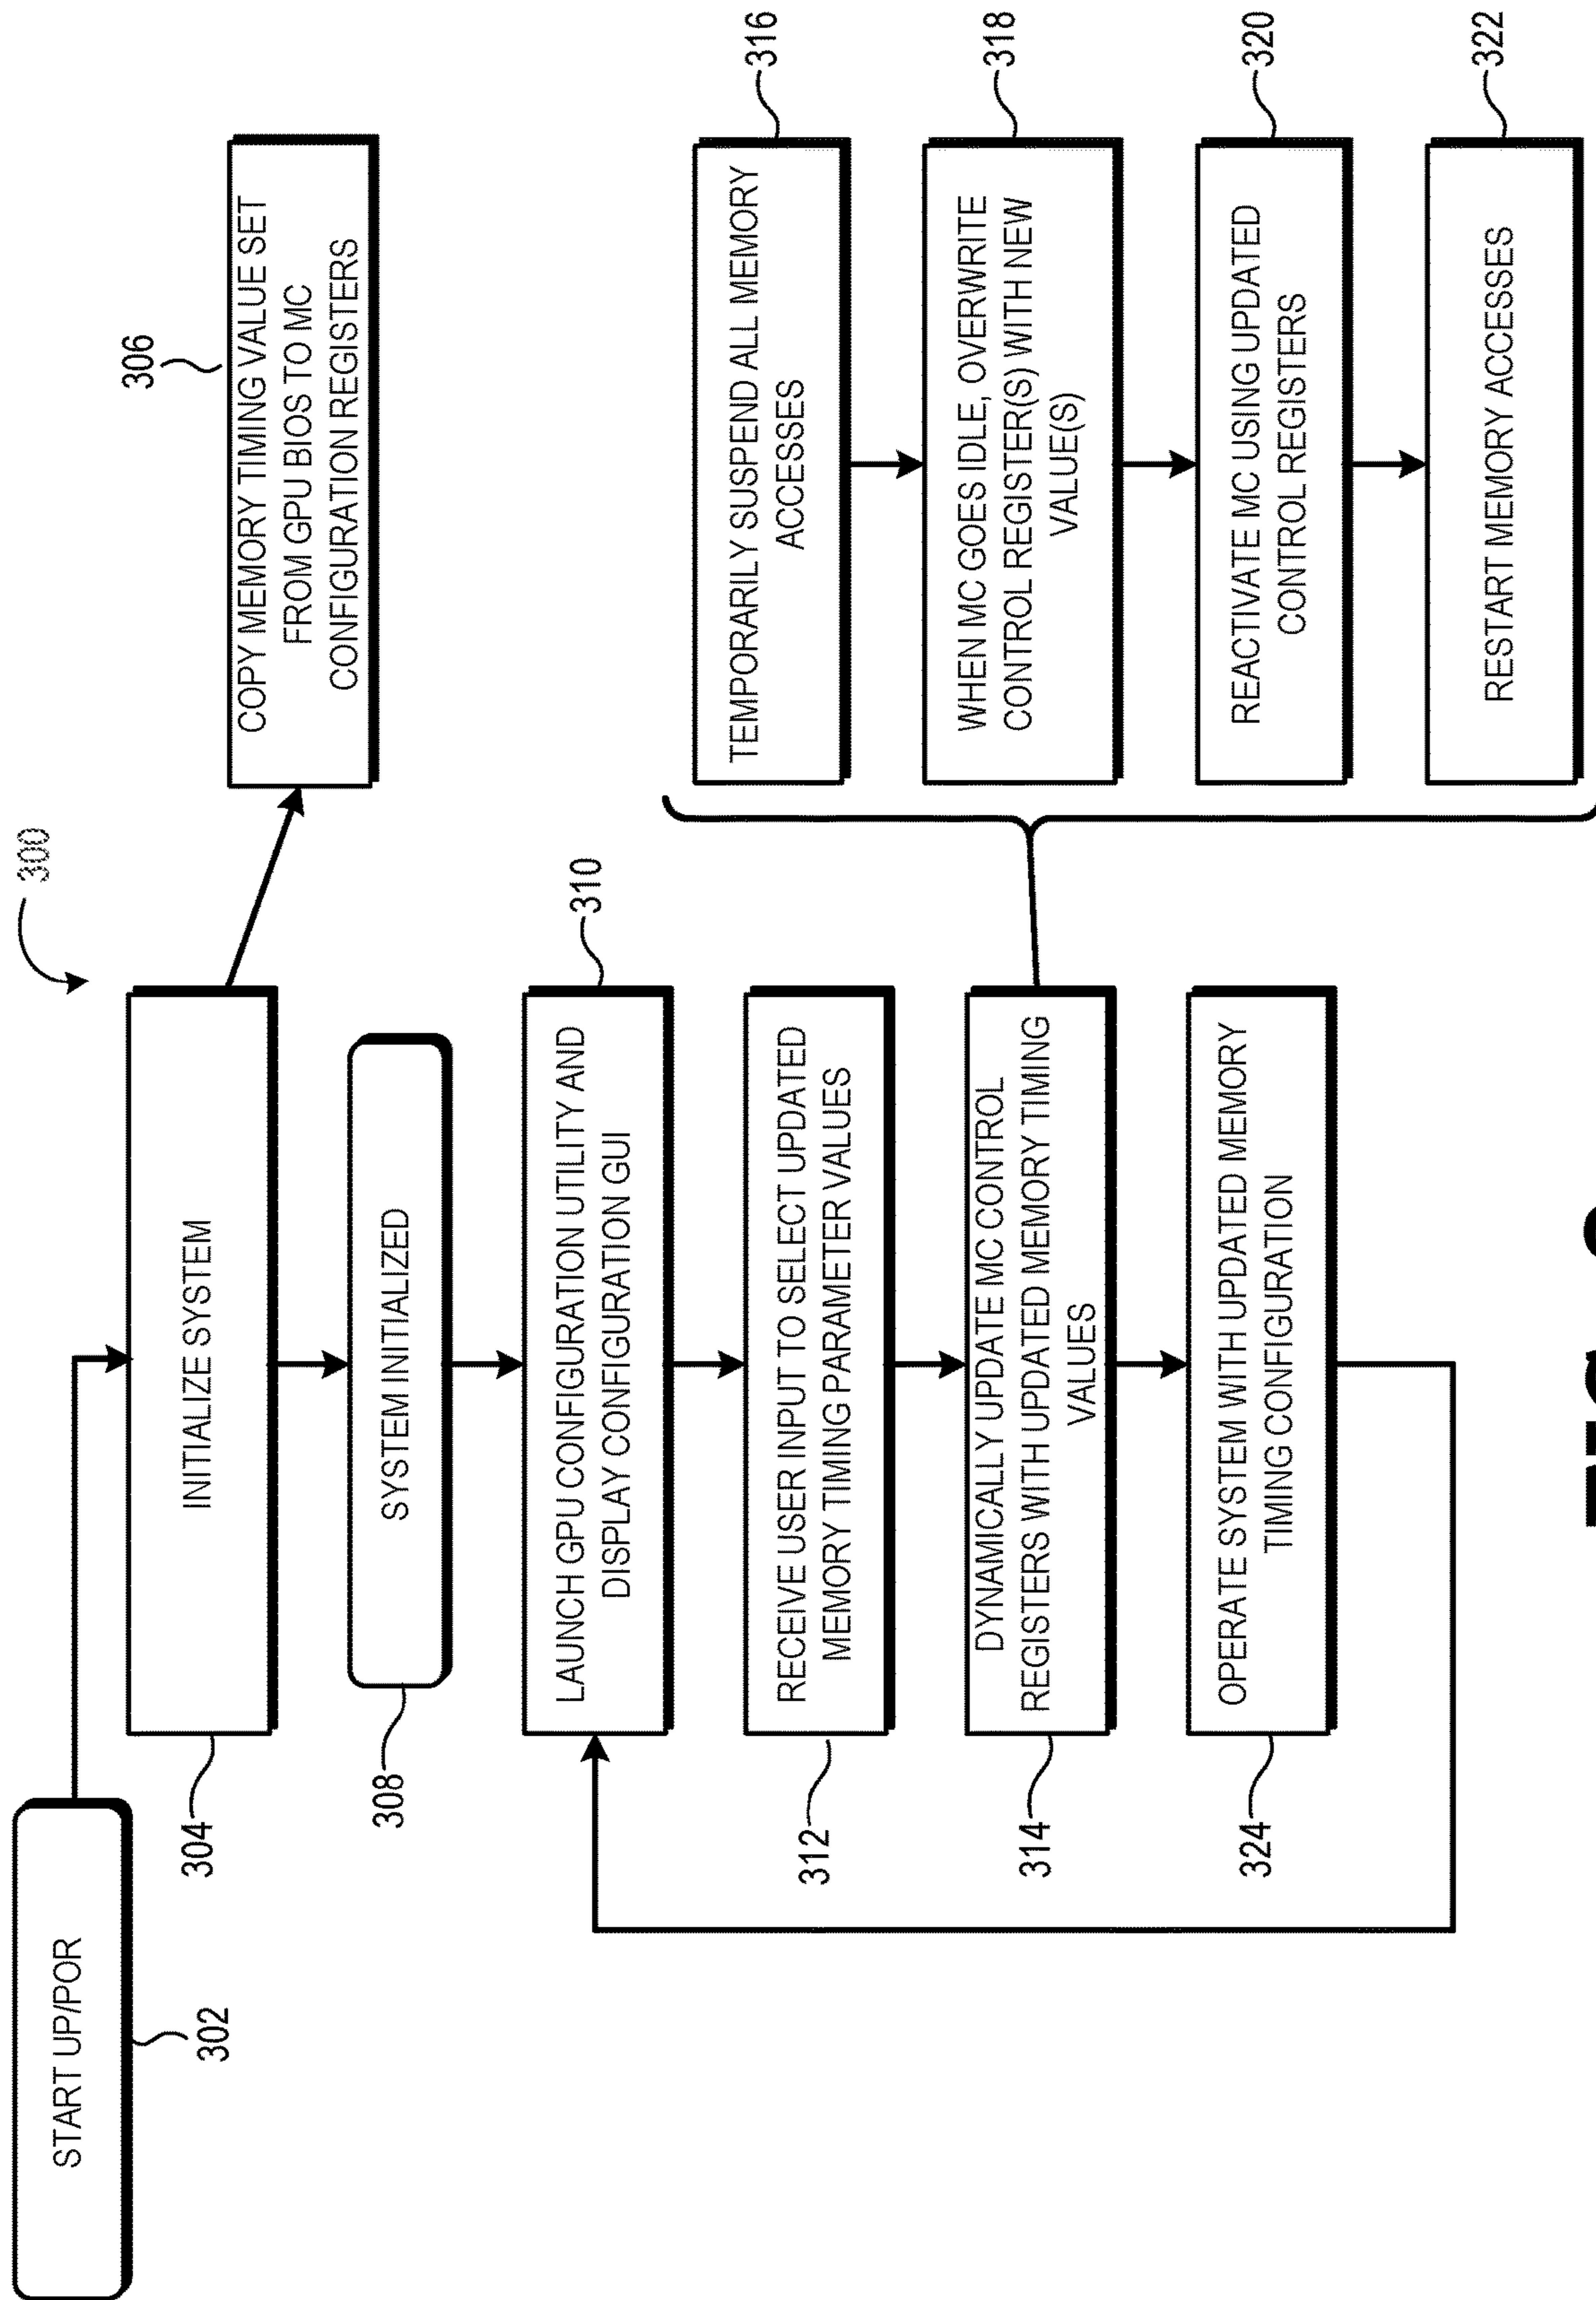 300
START UP/POR
302
INITIALIZE SYSTEM
304
COPY MEMORY TIMING VALUE SET
FROM GPU BIOS TO MC
CONFIGURATION REGISTERS
306
SYSTEM INITIALIZED
308
LAUNCH GPU CONFIGURATION UTILITY AND
DISPLAY CONFIGURATION GUI
310
RECEIVE USER INPUT TO SELECT UPDATED
MEMORY TIMING PARAMETER VALUES
312
DYNAMICALLY UPDATE MC CONTROL
REGISTERS WITH UPDATED MEMORY TIMING
VALUES
314
TEMPORARILY SUSPEND ALL MEMORY
ACCESSES
316
WHEN MC GOES IDLE, OVERWRITE
CONTROL REGISTER(S) WITH NEW
VALUE(S)
318
REACTIVATE MC USING UPDATED
CONTROL REGISTERS
320
RESTART MEMORY ACCESSES
322
OPERATE SYSTEM WITH UPDATED MEMORY
TIMING CONFIGURATION
324